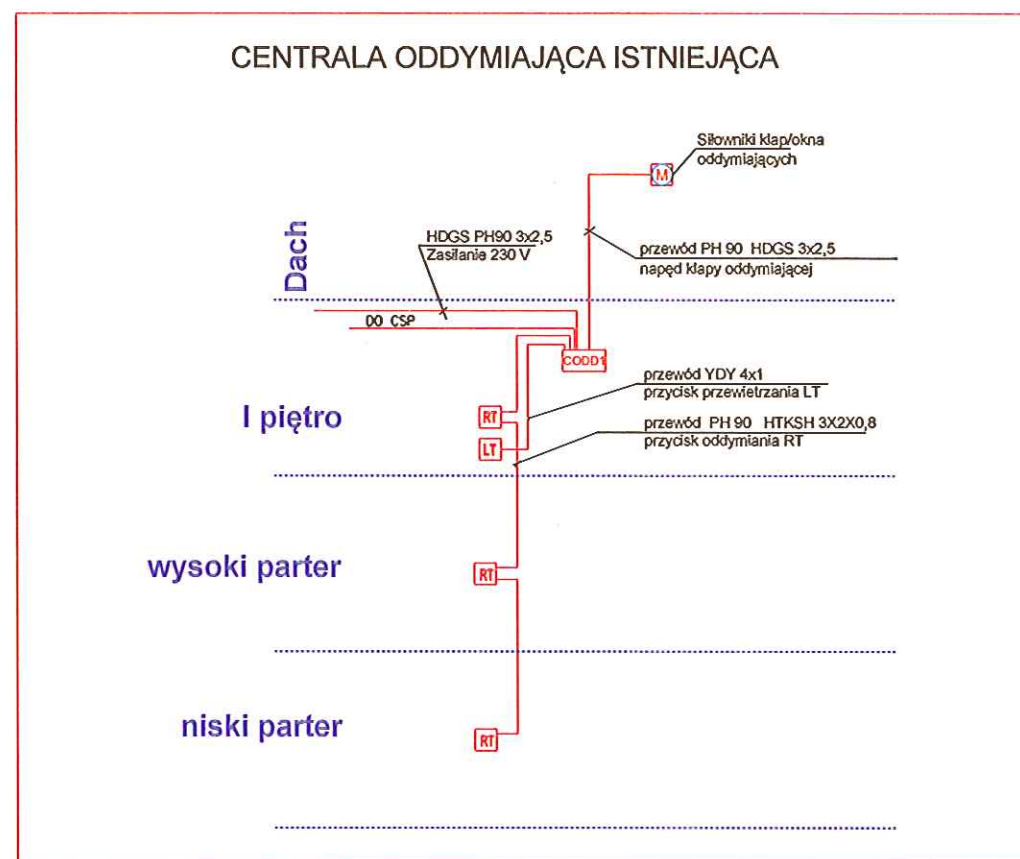 CENTRALA ODDYMIAJĄCA ISTNIEJĄCA
Siłowniki klap/okna
oddymiających
M
Dach
HDGS PH90 3x2,5
Zasilanie 230 V
przewód PH 90 HDGS 3x2,5
napęd klapy oddymiającej
DO CSP
CODD1
przewód YDY 4x1
przycisk przewietrzania LT
I piętro
RT
przewód PH 90 HTKSH 3X2X0,8
przycisk oddymiania RT
LT
wysoki parter
RT
niski parter
RT